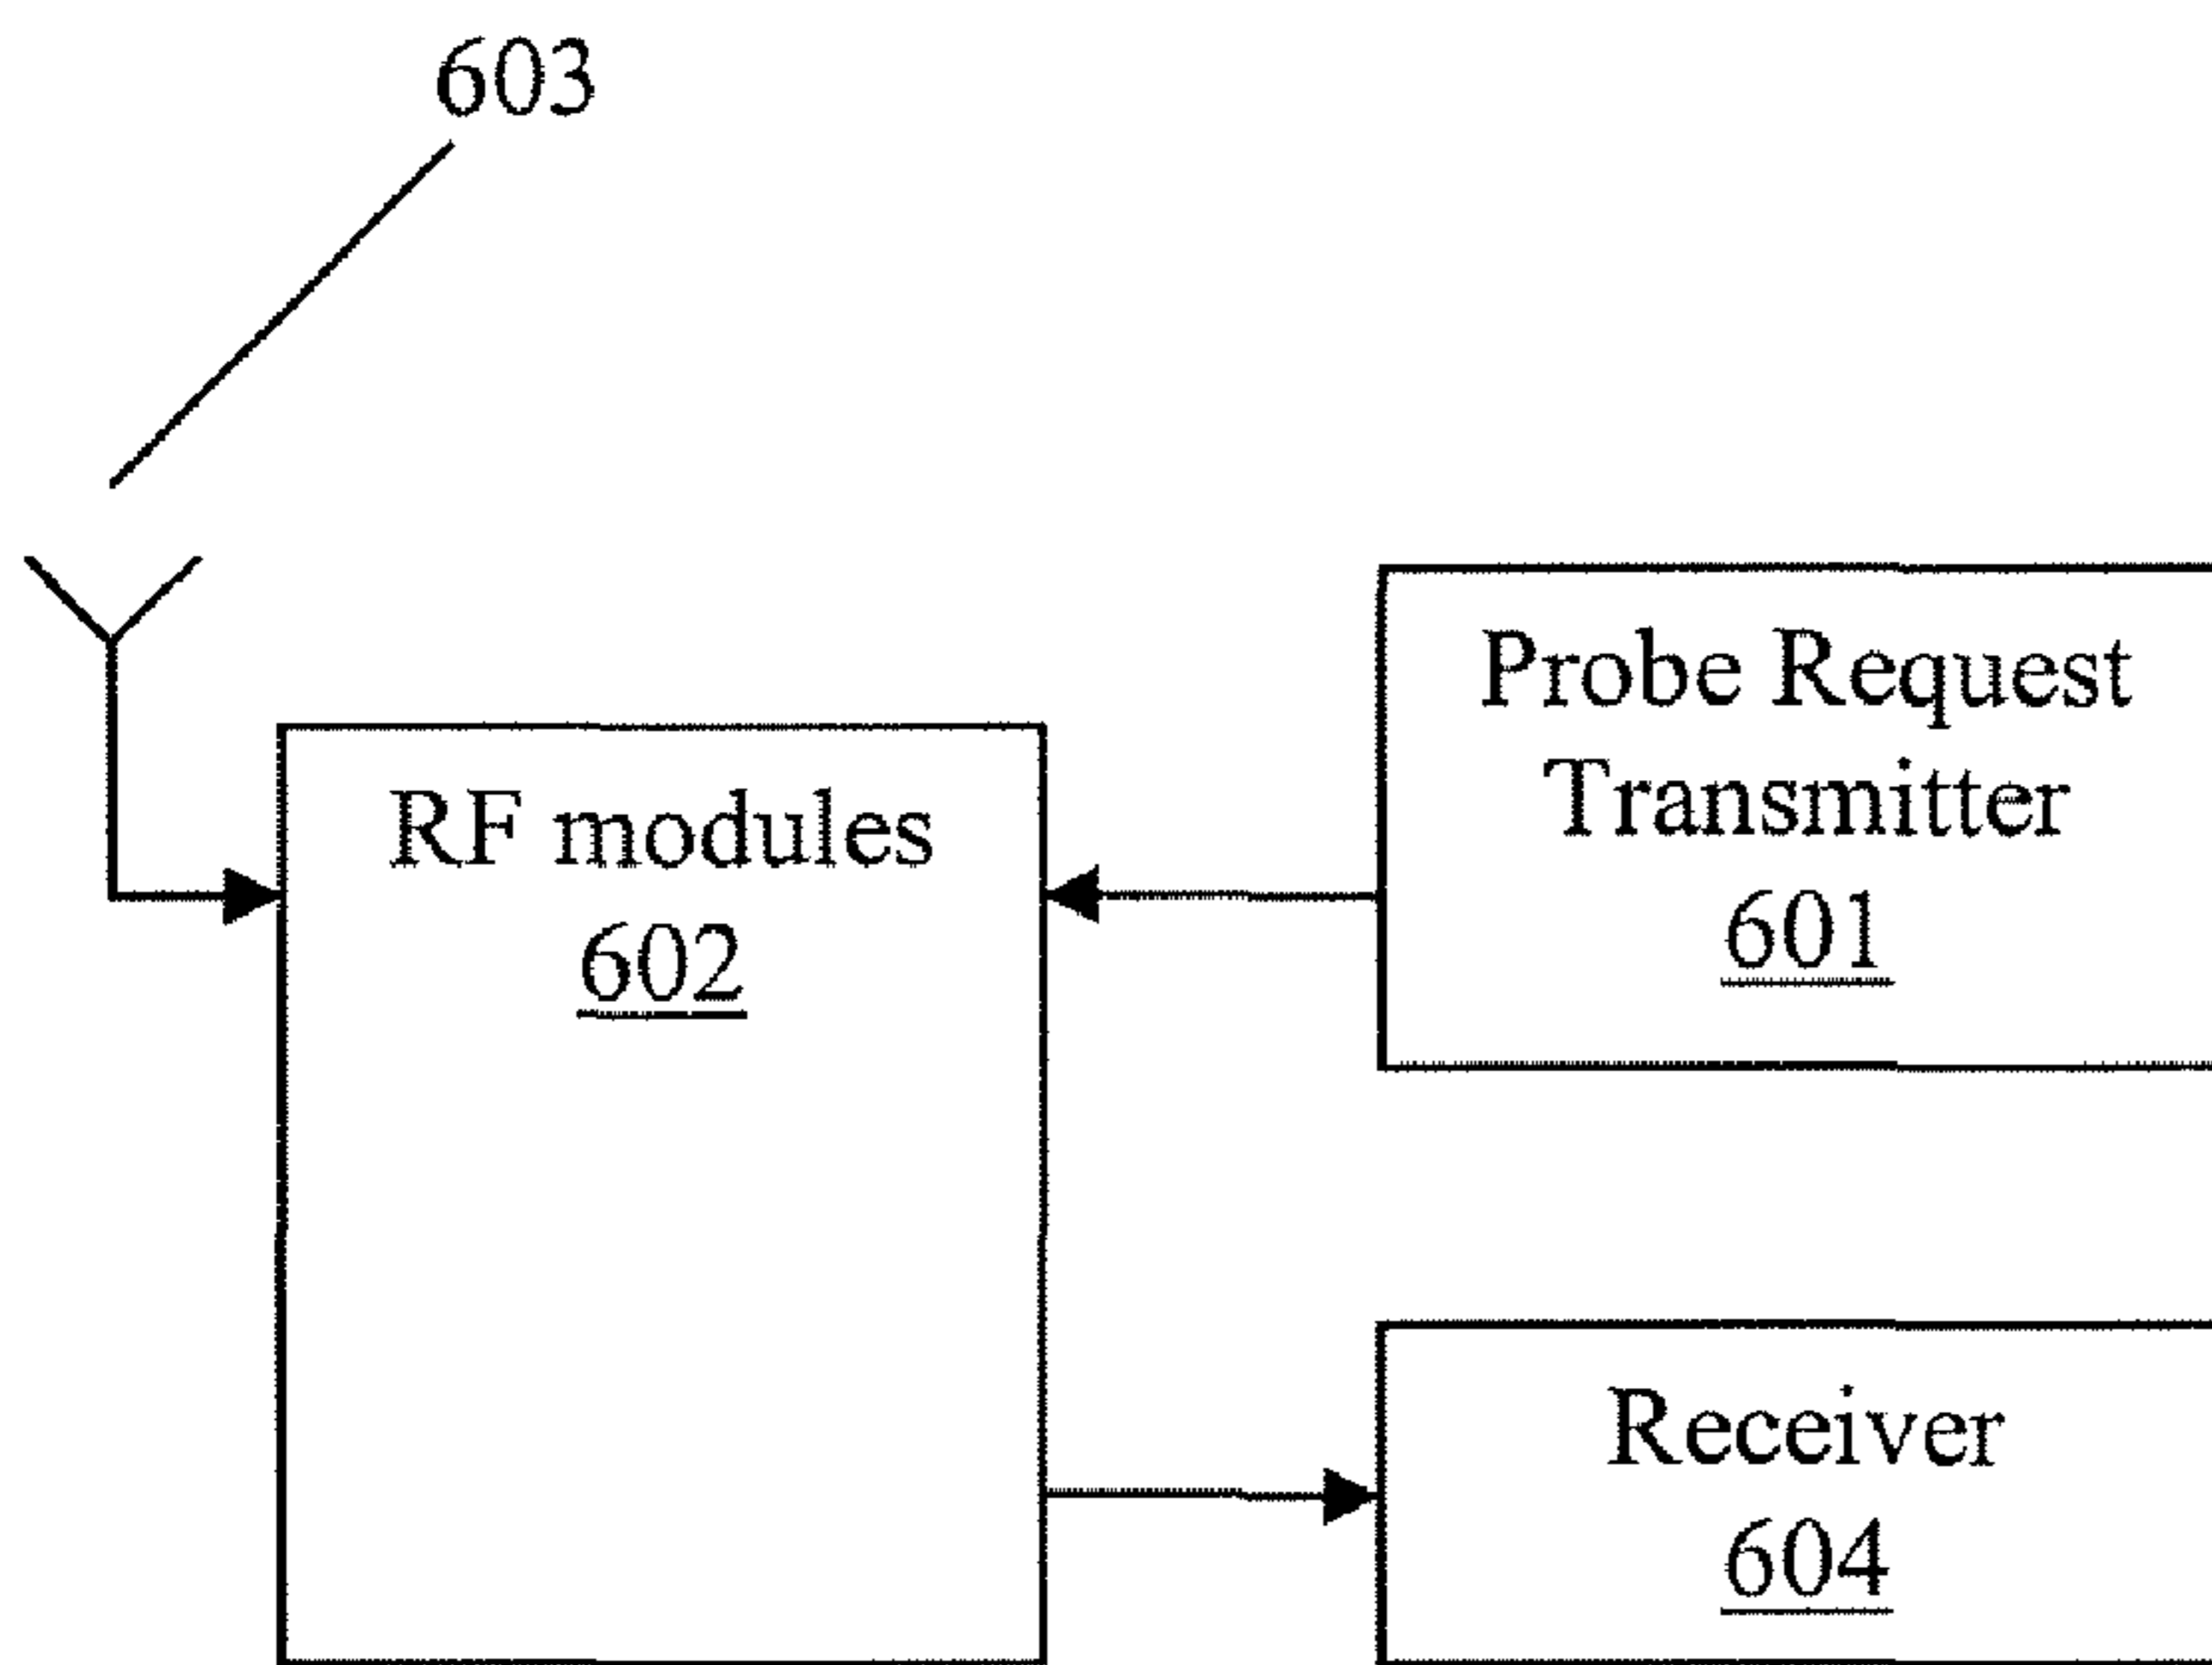 603
RF modules
602
Probe Request
Transmitter
601
Receiver
604